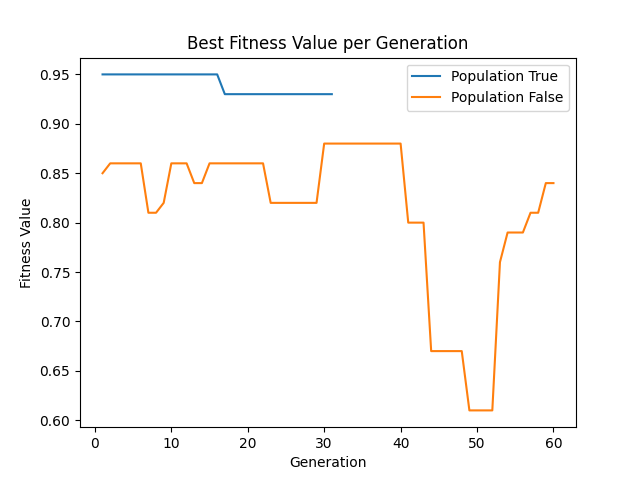 Best Fitness Value per Generation
Population True
Population False
Fitness Value
0.95
0.90
0.85
0.80
0.75
0.70
0.65
0.60
0 10 20 30 40 50 60
Generation